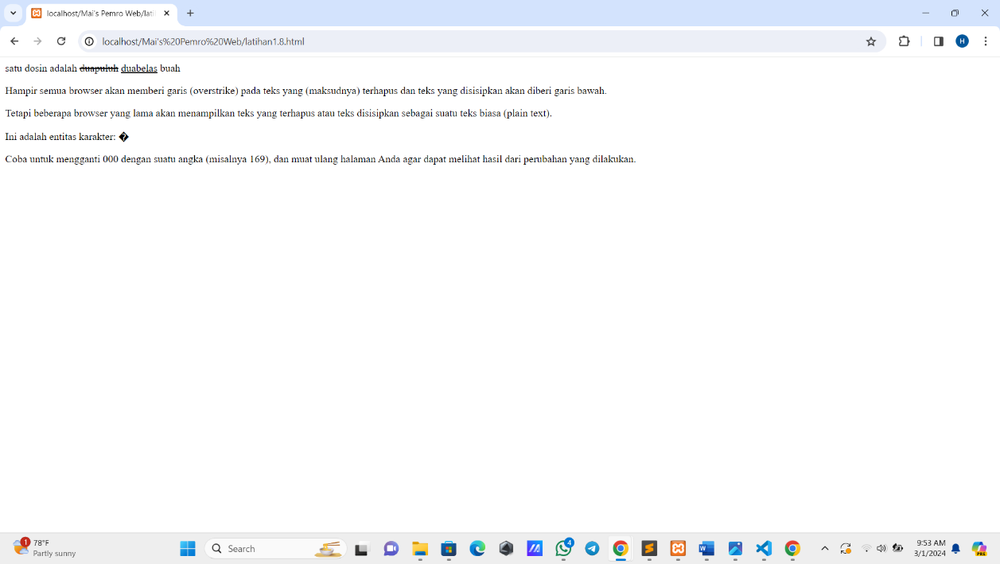 localhost/Mai's Pemro Web/lati
localhost/Mai's%20Pemro%20Web/latihan1.8.html
H
satu dosin adalah duapuluh duabelas buah
Hampir semua browser akan memberi garis (overstrike) pada teks yang (maksudnya) terhapus dan teks yang disisipkan akan diberi garis bawah.
Tetapi beberapa browser yang lama akan menampilkan teks yang terhapus atau teks disisipkan sebagai suatu teks biasa (plain text).
Ini adalah entitas karakter: �
Coba untuk mengganti 000 dengan suatu angka (misalnya 169), dan muat ulang halaman Anda agar dapat melihat hasil dari perubahan yang dilakukan.
1
78°F
Partly sunny
Search
4
9:53 AM
3/1/2024
PRE